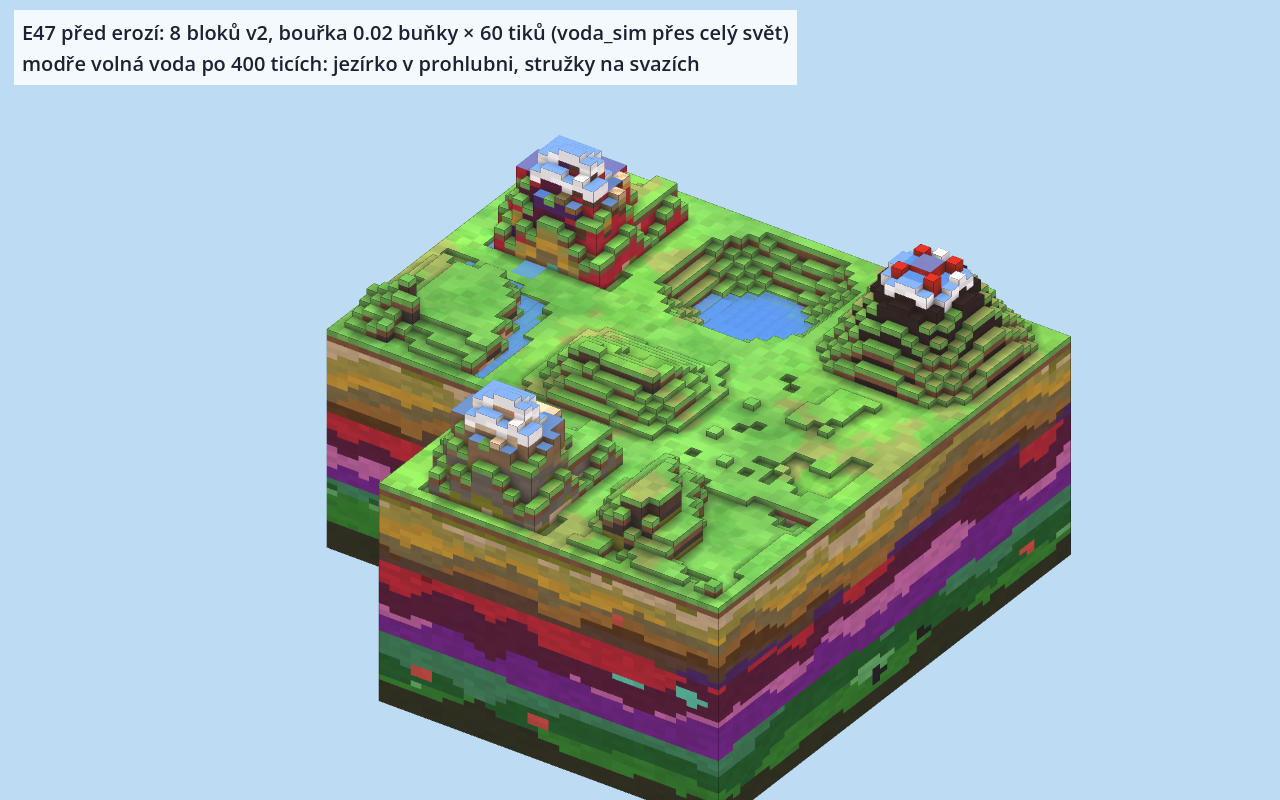 E47 před erozí: 8 bloků v2, bouřka 0.02 buňky × 60 tiků (voda_sim přes celý svět)
modře volná voda po 400 ticích: jezírko v prohlubni, stružky na svazích